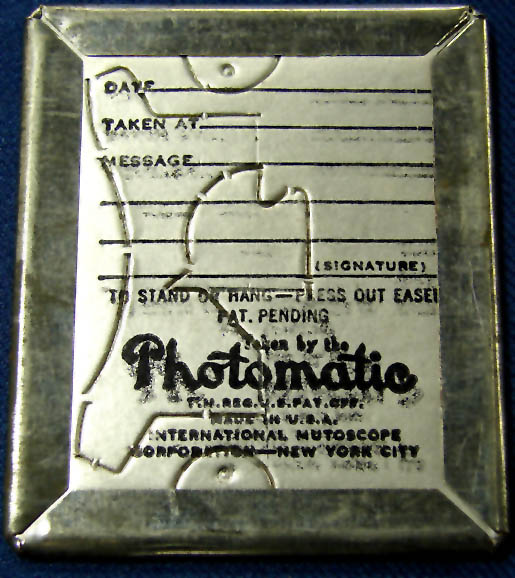 DATE
TAKEN AT
MESSAGE
(SIGNATURE)
TO STAND OR HANG—PRESS OUT EASEL
PAT. PENDING
Taken by the
Photomatic
T.M. REG. U.S. PAT. OFF.
MADE IN U.S.A.
INTERNATIONAL MUTOSCOPE
CORPORATION—NEW YORK CITY